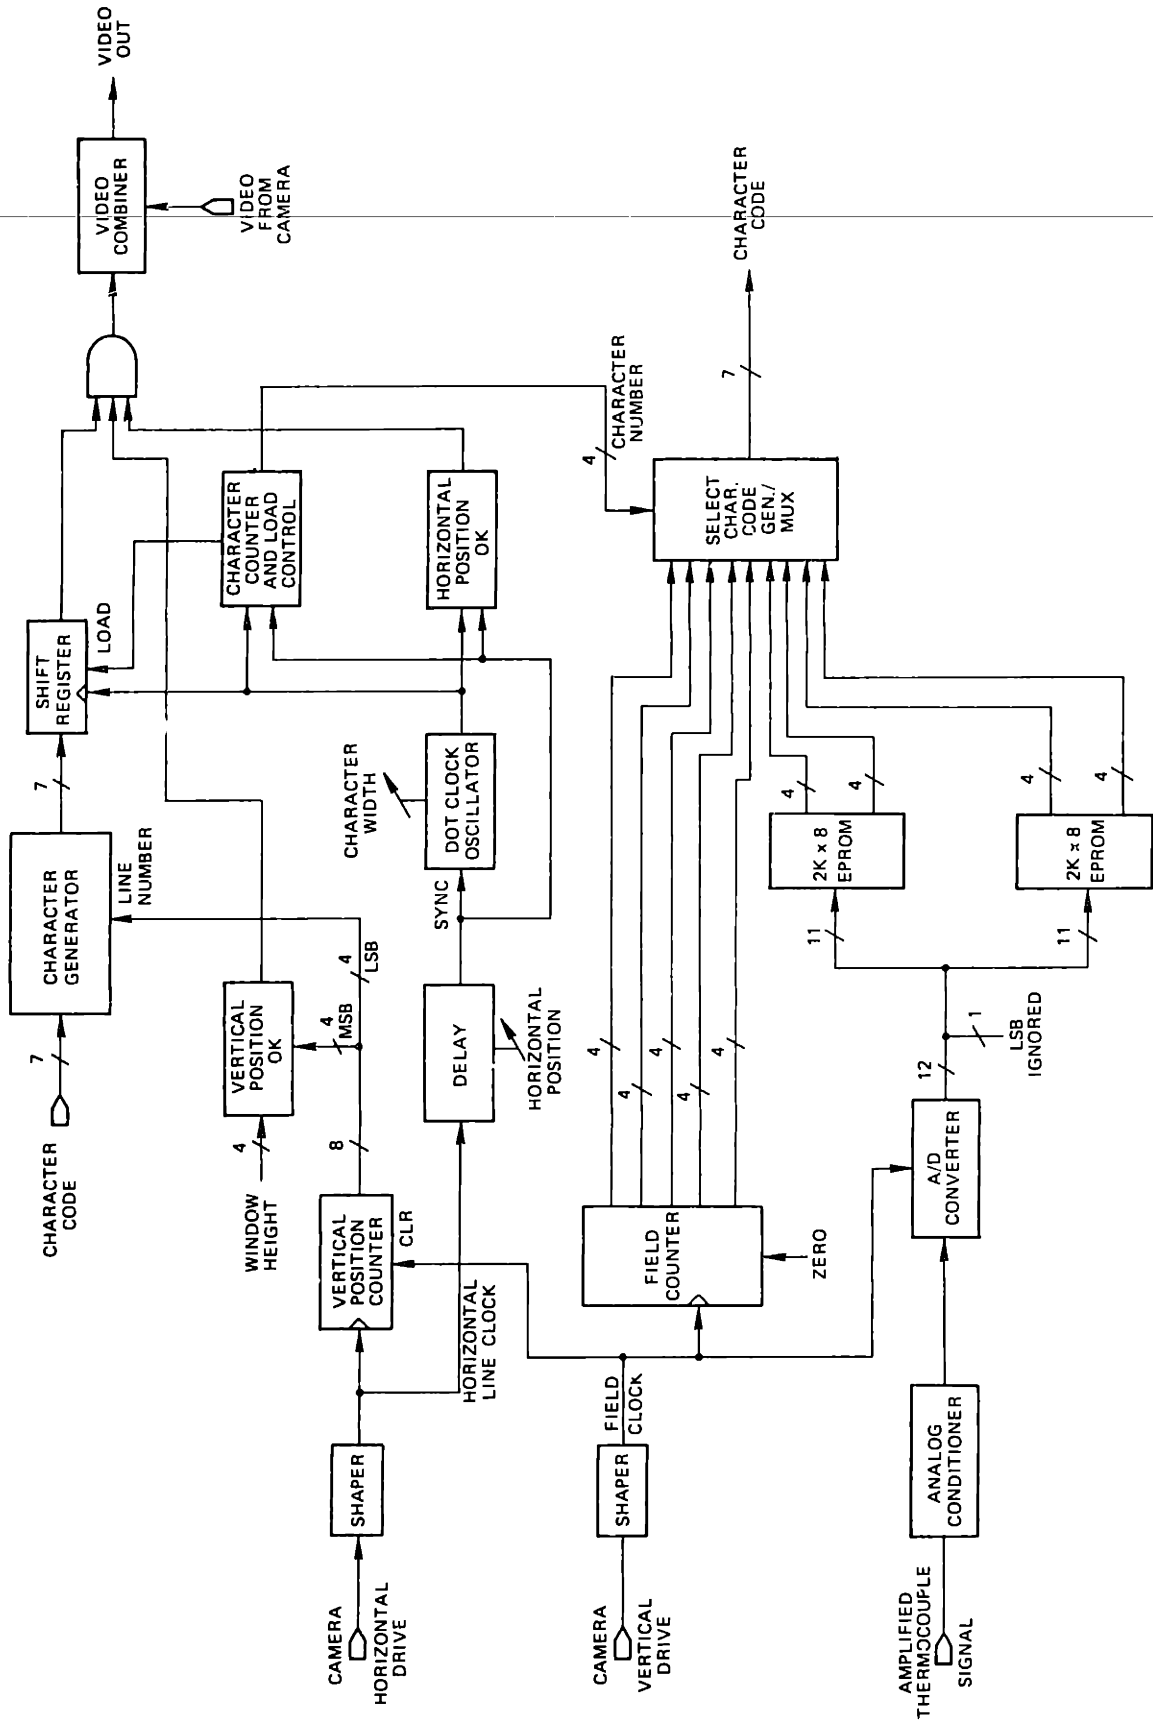 CHARACTER
CODE
7
CHARACTER
GENERATOR
LINE
NUMBER
7
SHIFT
REGISTER
LOAD
VIDEO
COMBINER
VIDEO
OUT
VIDEO
FROM
CAMERA
WINDOW
HEIGHT
4
VERTICAL
POSITION
OK
4
MSB
4
LSB
CHARACTER
COUNTER
AND LOAD
CONTROL
CAMERA
HORIZONTAL
DRIVE
SHAPER
VERTICAL
POSITION
COUNTER
CLR
8
HORIZONTAL
LINE CLOCK
DELAY
HORIZONTAL
POSITION
SYNC
DOT CLOCK
OSCILLATOR
CHARACTER
WIDTH
HORIZONTAL
POSITION
OK
4
CHARACTER
NUMBER
CAMERA
VERTICAL
DRIVE
SHAPER
FIELD
CLOCK
FIELD
COUNTER
ZERO
4
4
4
4
4
SELECT
CHAR.
CODE
GEN./
MUX
7
CHARACTER
CODE
AMPLIFIED
THERMOCOUPLE
SIGNAL
ANALOG
CONDITIONER
A/D
CONVERTER
12
1
LSB
IGNORED
11
2K x 8
EPROM
4
4
11
2K x 8
EPROM
4
4